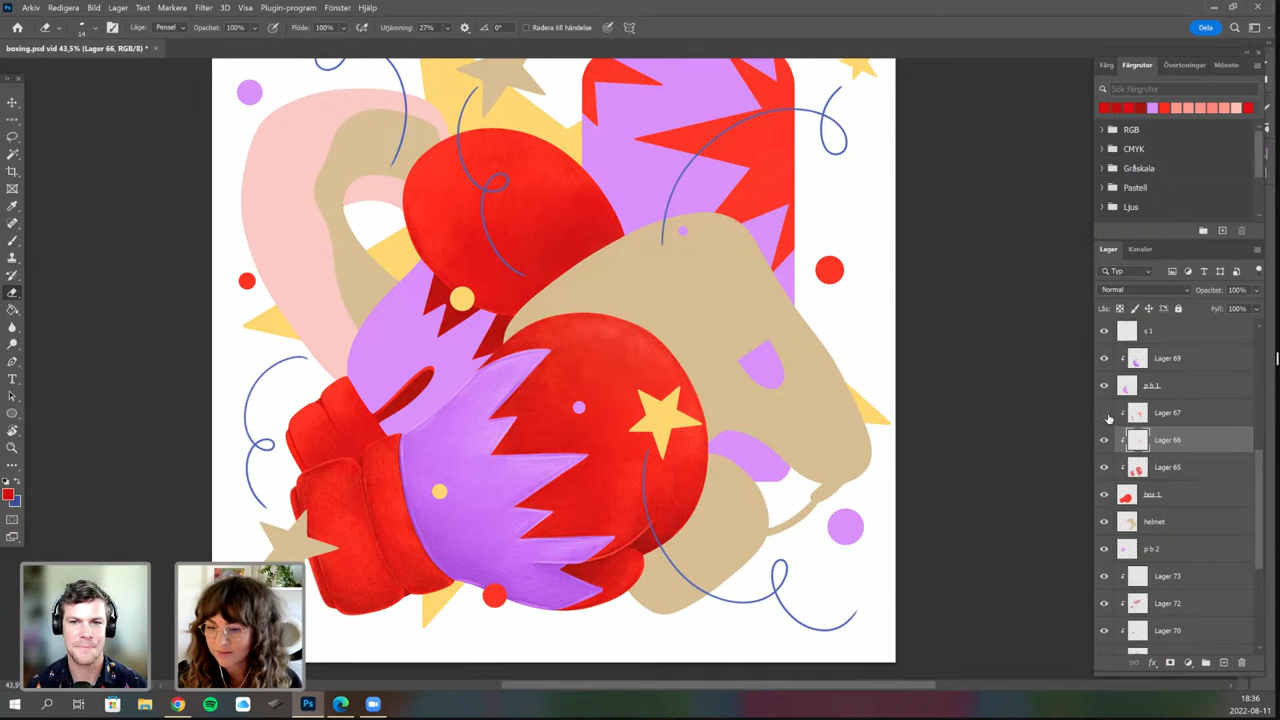 Arkiv Redigera Bild Lager Text Markera Filter 3D Visa Plugin-program Fönster Hjälp
14 Läge: Pensel Opacitet: 100% Flöde: 100% Utjämning: 27% 0° Radera till händelse Dela
boxing.psd vid 43,5% (Lager 66, RGB/8) * ×
Färg Färgrutor Övertoningar Mönste
Sök färgrutor
RGB
CMYK
Gråskala
Pastell
Ljus
Lager Kanaler
Typ
Normal Opacitet: 100%
Lås: Fyll: 100%
s 1
Lager 69
p b 1
Lager 67
Lager 66
Lager 65
box 1
helmet
p b 2
Lager 73
Lager 72
Lager 70
18:36
2022-08-11